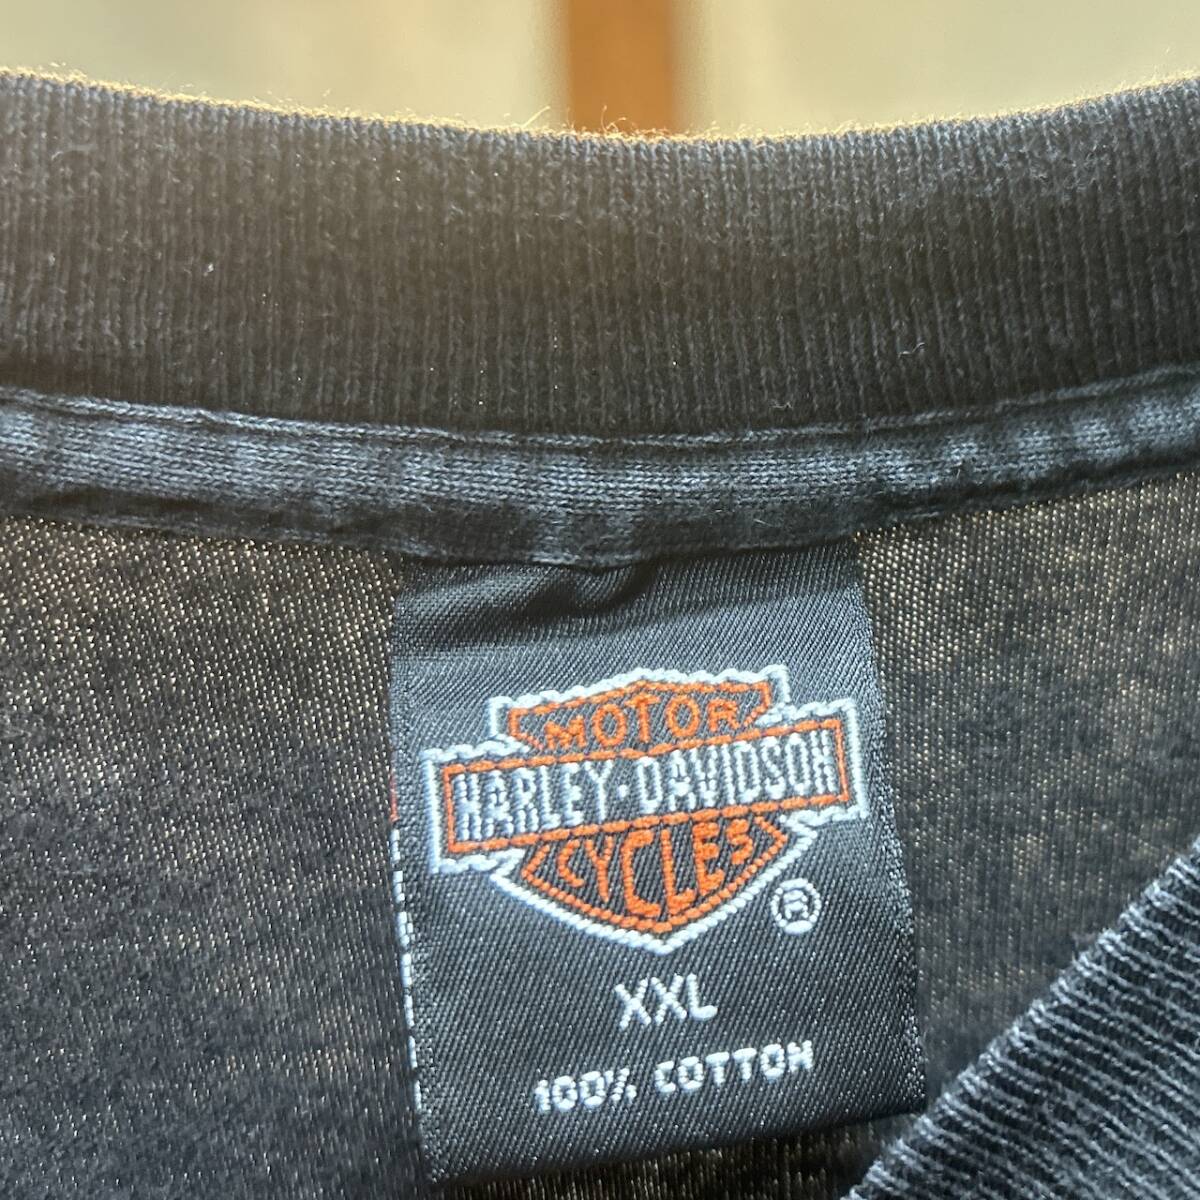 MOTOR
HARLEY-DAVIDSON
CYCLES
®
XXL
100% COTTON